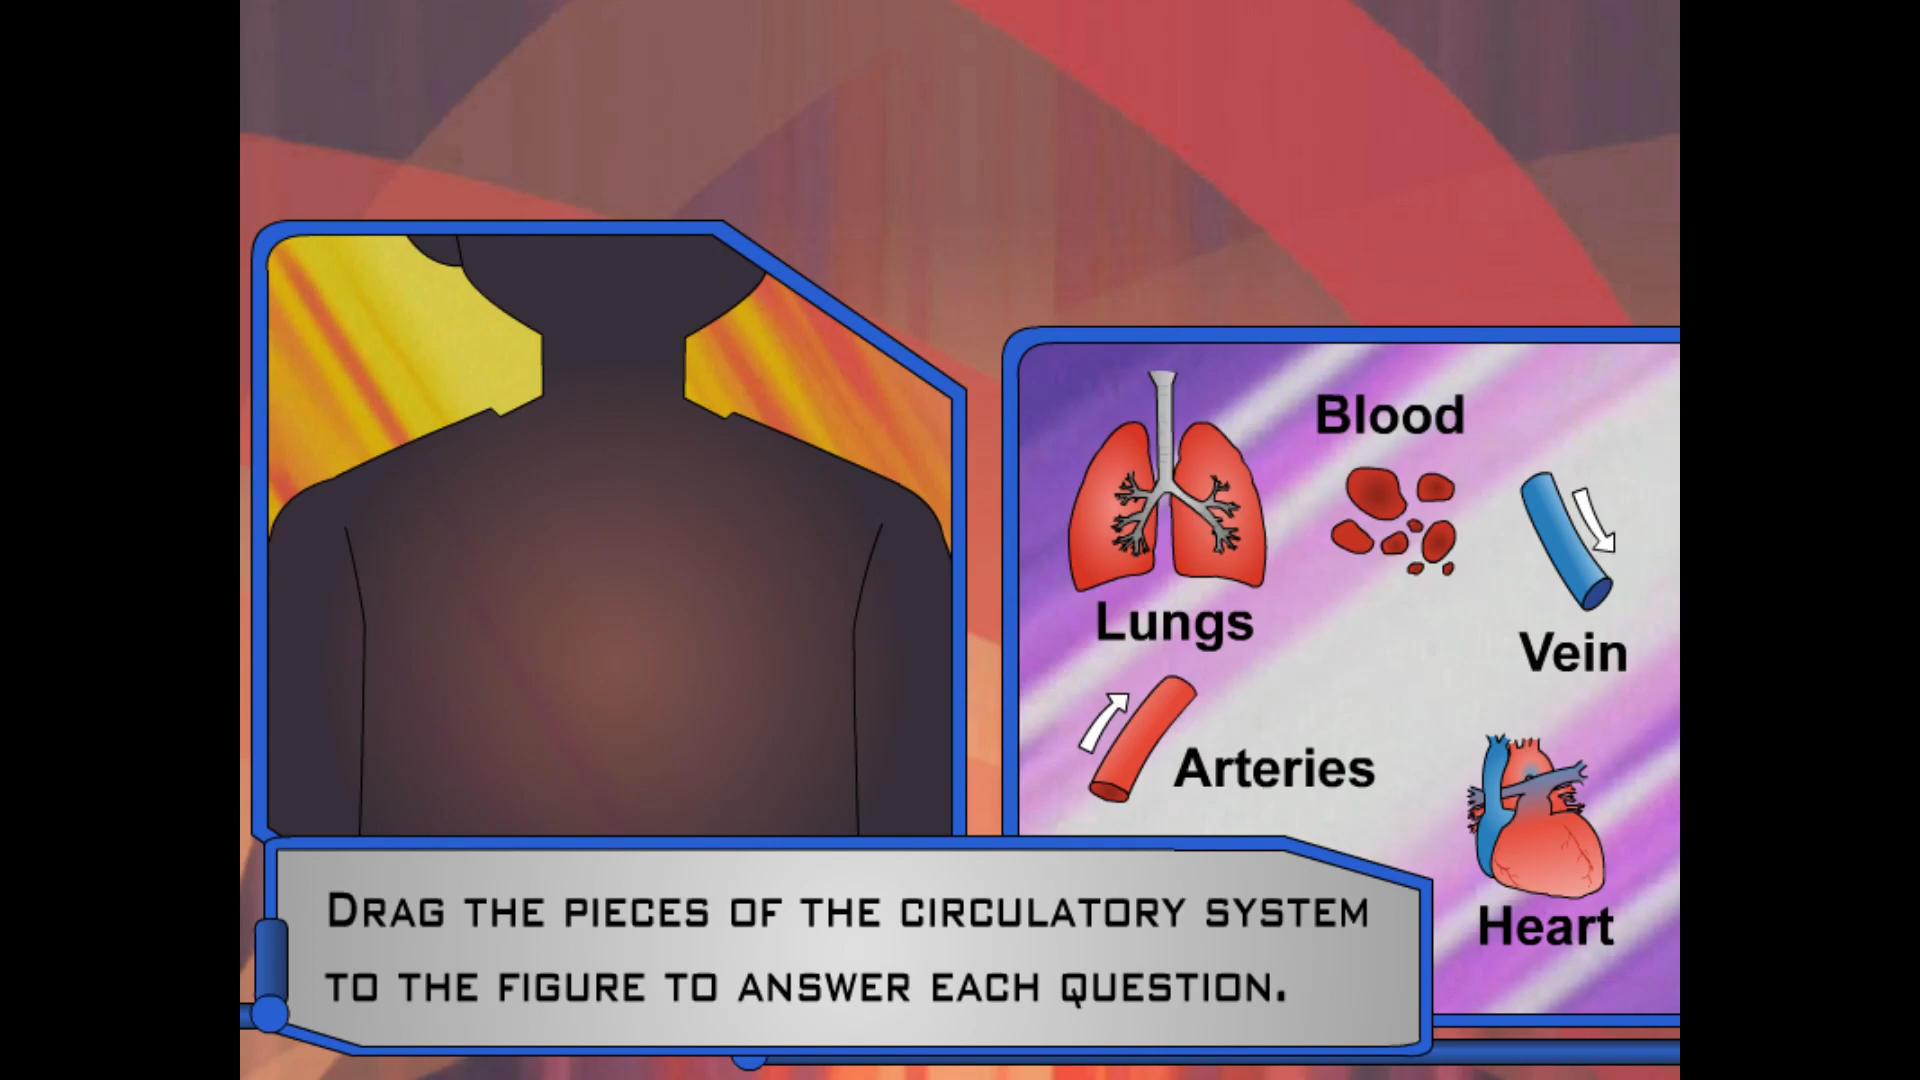 Blood
Lungs
Vein
Arteries
Heart
DRAG THE PIECES OF THE CIRCULATORY SYSTEM
TO THE FIGURE TO ANSWER EACH QUESTION.